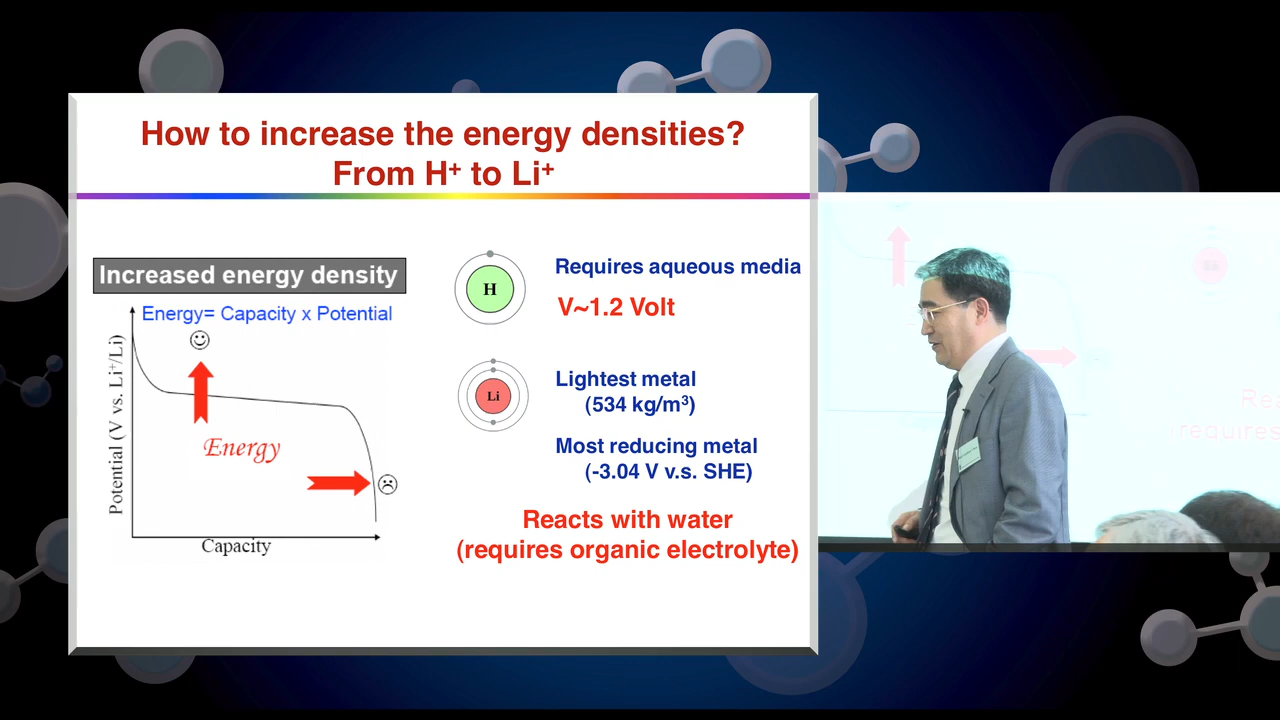 How to increase the energy densities?
From H⁺ to Li⁺
Increased energy density
Energy= Capacity x Potential
Potential (V vs. Li⁺/Li)
Energy
Capacity
H
Requires aqueous media
V~1.2 Volt
Li
Lightest metal
(534 kg/m³)
Most reducing metal
(-3.04 V v.s. SHE)
Reacts with water
(requires organic electrolyte)
Rea
(requires